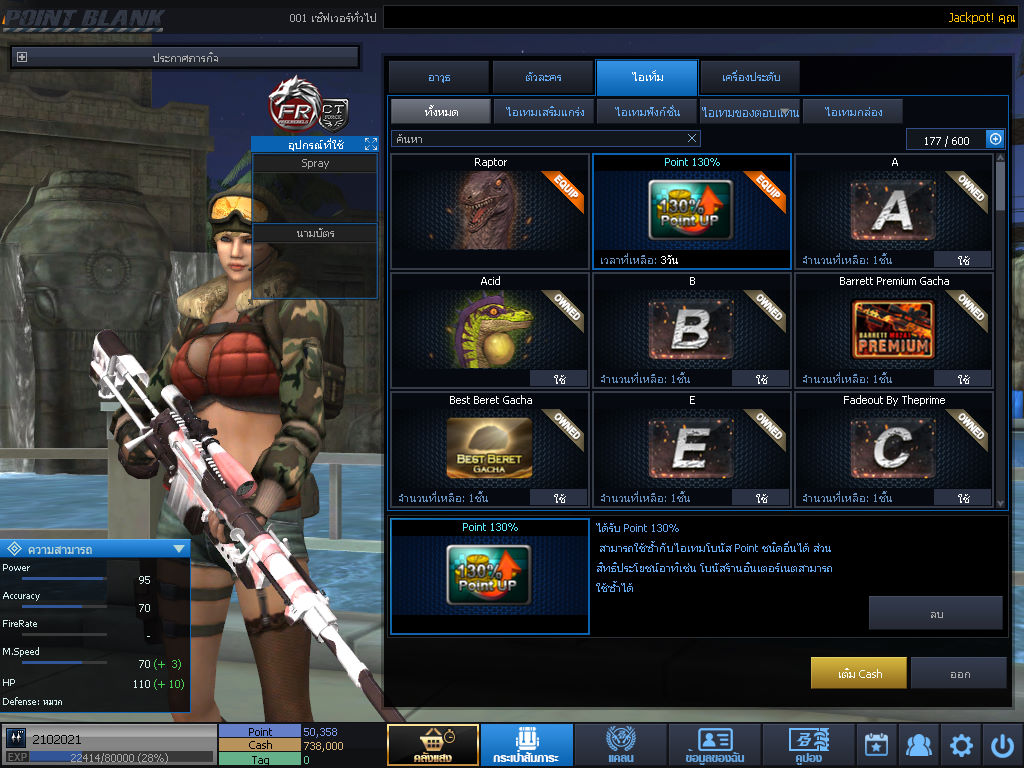 POINT BLANK
001 เซิฟเวอร์ทั่วไป
Jackpot! คุณ
ประกาศภารกิจ
อาวุธ
ตัวละคร
ไอเท็ม
เครื่องประดับ
ทั้งหมด
ไอเทมเสริมแกร่ง
ไอเทมฟังก์ชั่น
ไอเทมของตอบแทน
ไอเทมกล่อง
ค้นหา
177 / 600
FR
CT
FORCE
อุปกรณ์ที่ใช้
Spray
นามบัตร
Raptor
EQUIP
Point 130%
EQUIP
130%
Point UP
เวลาที่เหลือ: 3วัน
A
OWNED
A
จำนวนที่เหลือ: 1ชิ้น
ใช้
Acid
OWNED
ใช้
B
OWNED
B
จำนวนที่เหลือ: 1ชิ้น
ใช้
Barrett Premium Gacha
OWNED
BARRETT METAL
PREMIUM
จำนวนที่เหลือ: 1ชิ้น
ใช้
Best Beret Gacha
OWNED
BEST BERET
GACHA
จำนวนที่เหลือ: 1ชิ้น
ใช้
E
OWNED
E
จำนวนที่เหลือ: 1ชิ้น
ใช้
Fadeout By Theprime
OWNED
C
จำนวนที่เหลือ: 1ชิ้น
ใช้
Point 130%
130%
Point UP
ได้รับ Point 130%
สามารถใช้ซ้ำกับไอเทมโบนัส Point ชนิดอื่นได้ ส่วน
สิทธิ์ประโยชน์อาทิเช่น โบนัสร้านอินเตอร์เนตสามารถ
ใช้ซ้ำได้
ลบ
เติม Cash
ออก
ความสามารถ
Power
95
Accuracy
70
FireRate
-
M.Speed
70 (+ 3)
HP
110 (+ 10)
Defense: หมวก
2102021
EXP
22414/80000 (28%)
Point
50,358
Cash
738,000
Tag
0
คลังแสง
กระเป๋าสัมภาระ
แคลน
ข้อมูลของฉัน
คูปอง